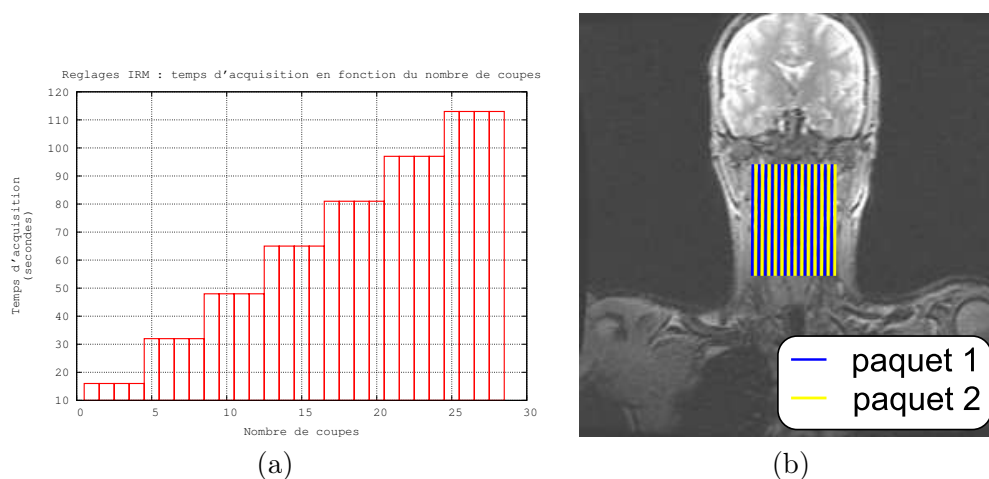 Reglages IRM : temps d'acquisition en fonction du nombre de coupes
120
110
100
90
80
70
60
50
40
30
20
10
0
5
10
15
20
25
30
Temps d'acquisition
(secondes)
Nombre de coupes
(a)
paquet 1
paquet 2
(b)